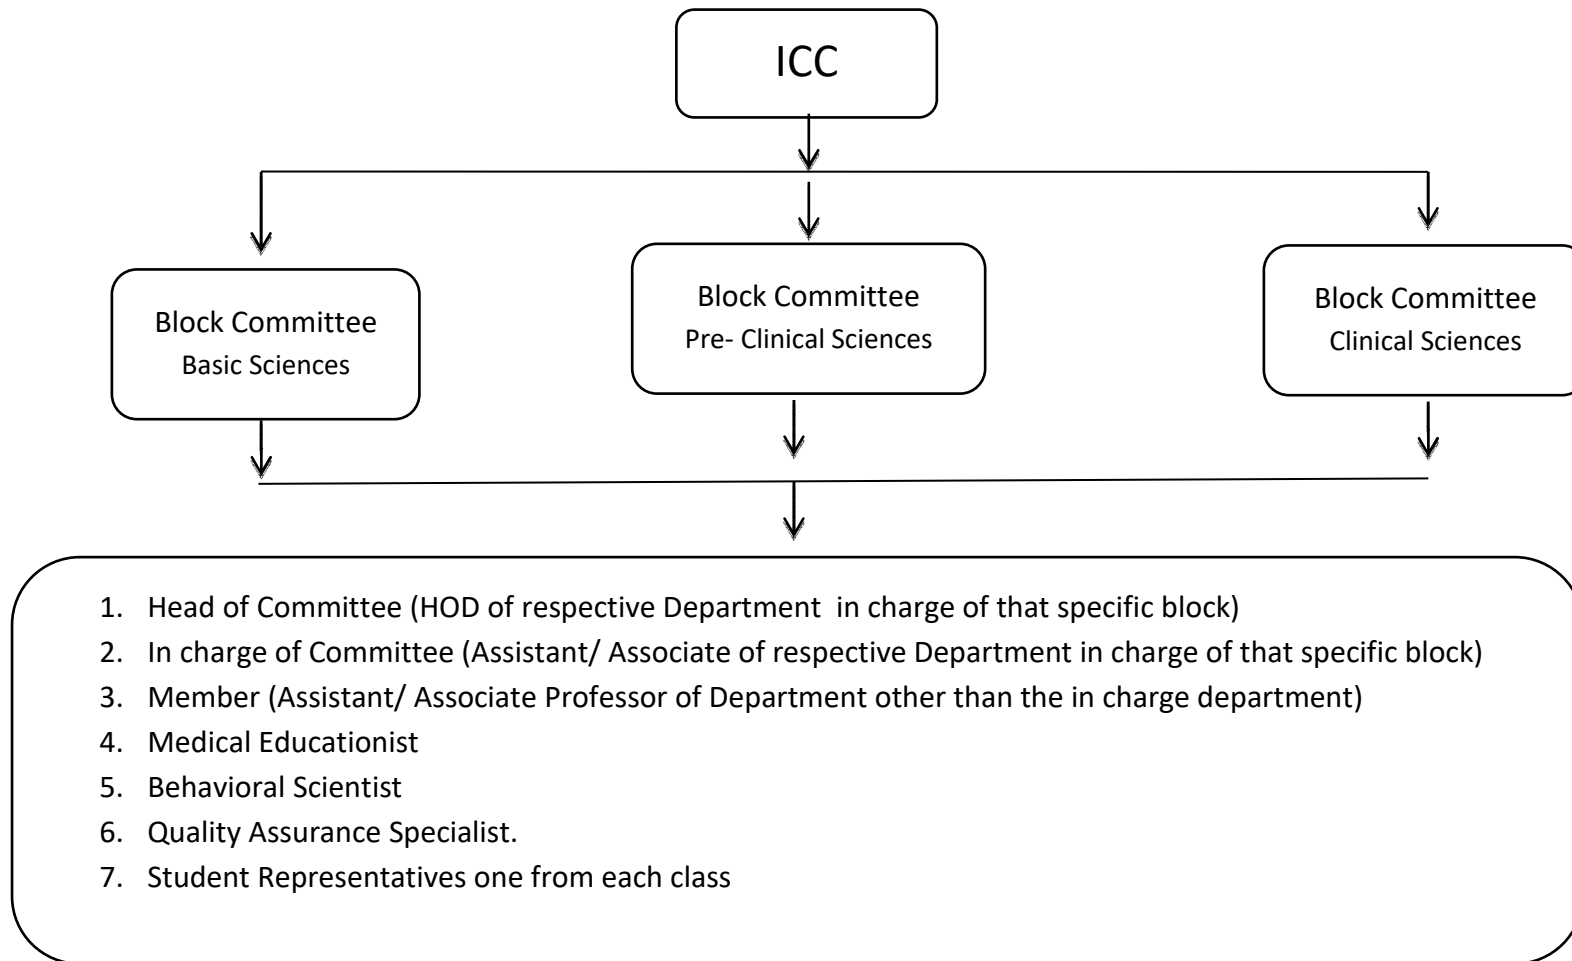 ICC
Block Committee
Basic Sciences
Block Committee
Pre- Clinical Sciences
Block Committee
Clinical Sciences
1. Head of Committee (HOD of respective Department  in charge of that specific block)
2. In charge of Committee (Assistant/ Associate of respective Department in charge of that specific block)
3. Member (Assistant/ Associate Professor of Department other than the in charge department)
4. Medical Educationist
5. Behavioral Scientist
6. Quality Assurance Specialist.
7. Student Representatives one from each class